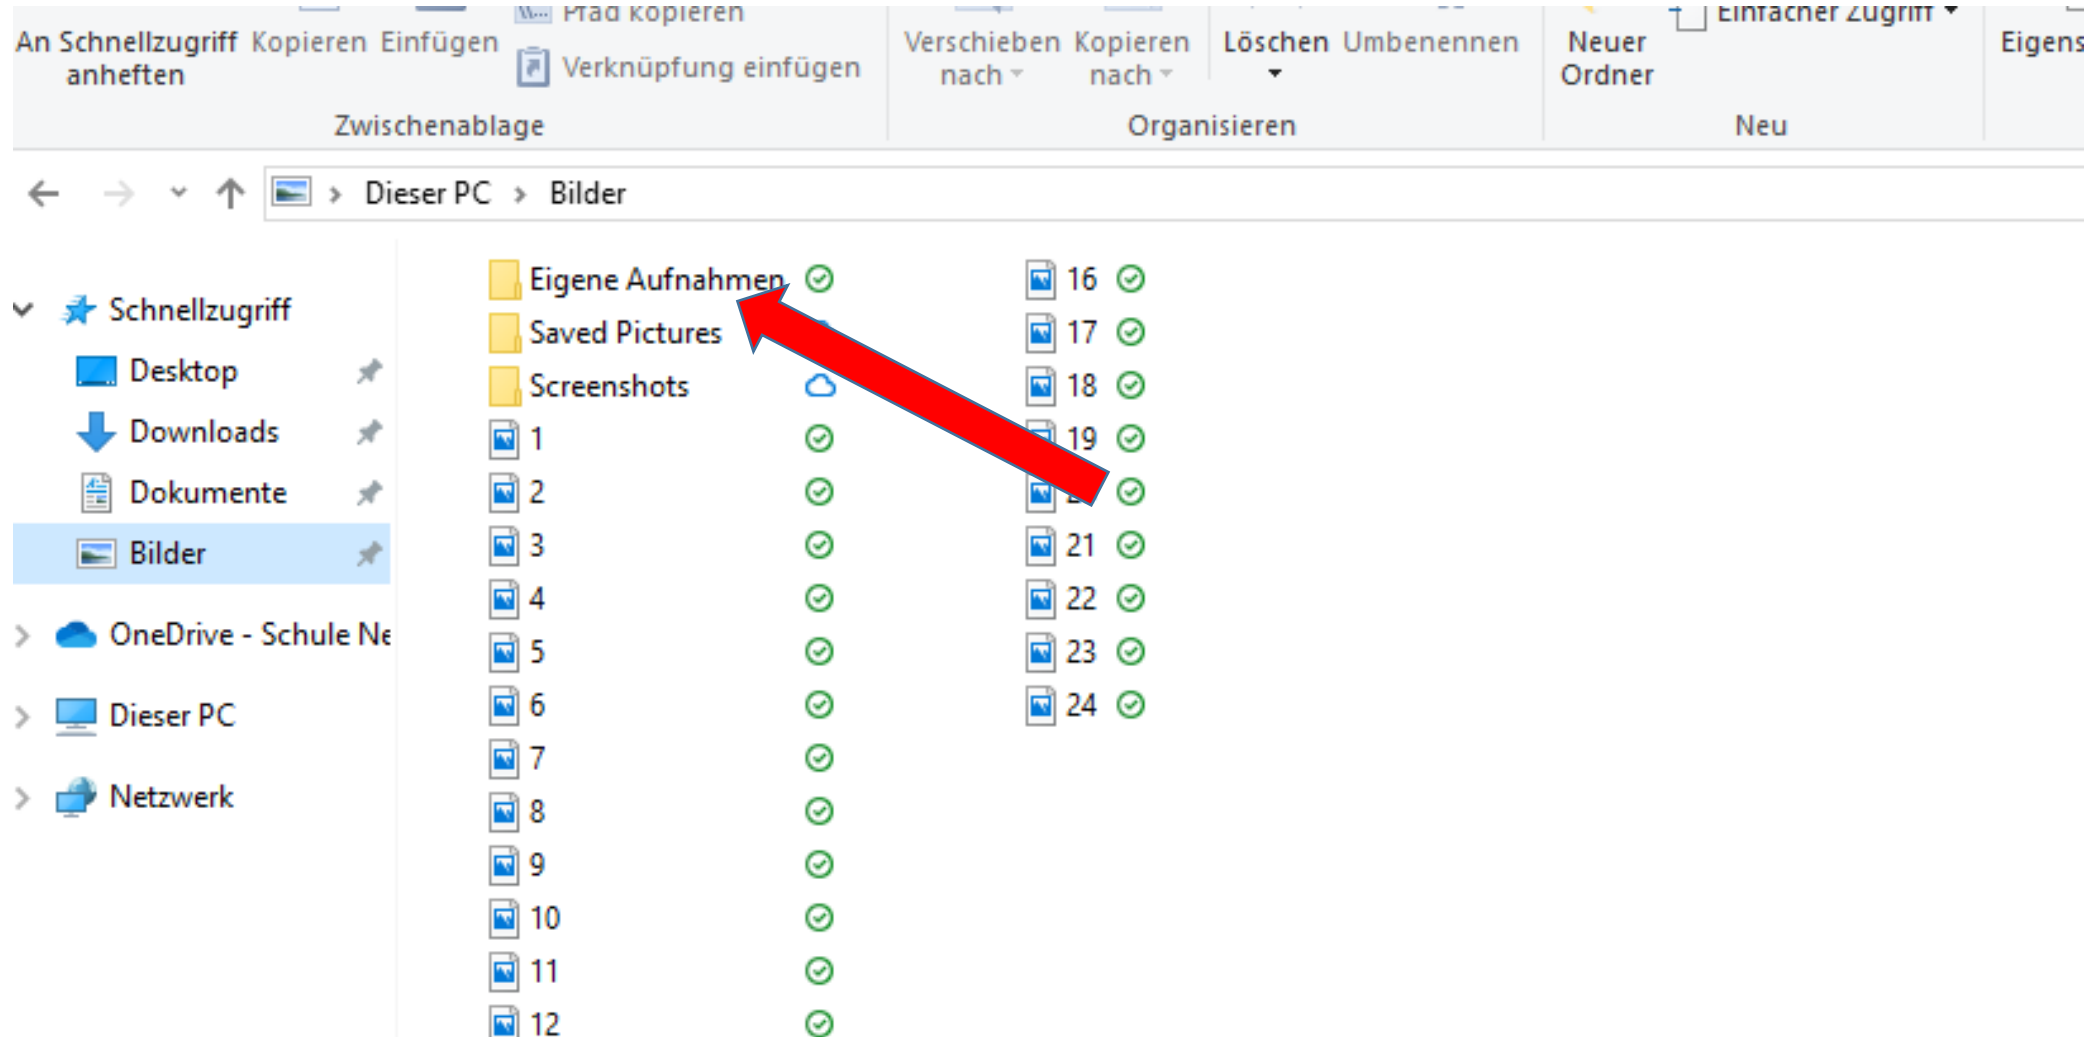 Pfad kopieren
Einfacher Zugriff
An Schnellzugriff anheften
Kopieren
Einfügen
Verknüpfung einfügen
Verschieben nach
Kopieren nach
Löschen
Umbenennen
Neuer Ordner
Eigens
Zwischenablage
Organisieren
Neu
Dieser PC > Bilder
Schnellzugriff
Desktop
Downloads
Dokumente
Bilder
OneDrive - Schule Ne
Dieser PC
Netzwerk
Eigene Aufnahmen
Saved Pictures
Screenshots
1
2
3
4
5
6
7
8
9
10
11
12
16
17
18
19
21
22
23
24